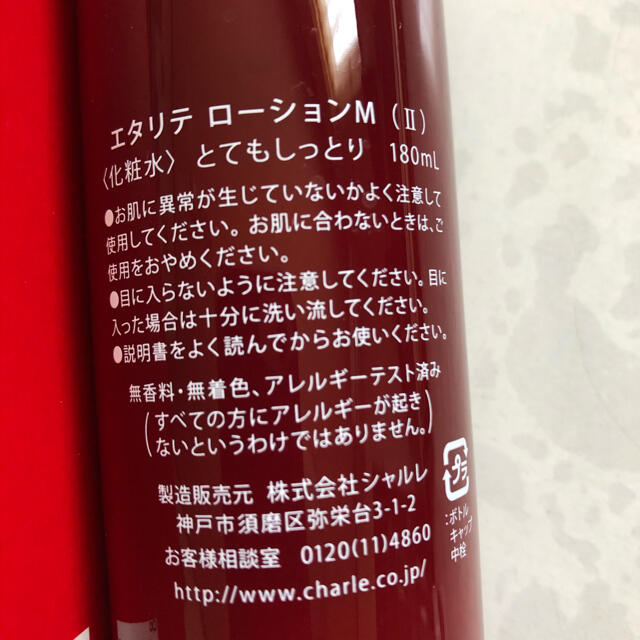 エタリテ ローションM（Ⅱ）
〈化粧水〉 とてもしっとり 180mL
●お肌に異常が生じていないかよく注意して
使用してください。お肌に合わないときは、ご
使用をおやめください。
●目に入らないように注意してください。目に
入った場合は十分に洗い流してください。
●説明書をよく読んでからお使いください。
無香料・無着色、アレルギーテスト済み
（すべての方にアレルギーが起き
ないというわけではありません。）
製造販売元 株式会社シャルレ
神戸市須磨区弥栄台3-1-2
お客様相談室 0120(11)4860
http://www.charle.co.jp/
プラ
：ボトル
キャップ
中栓